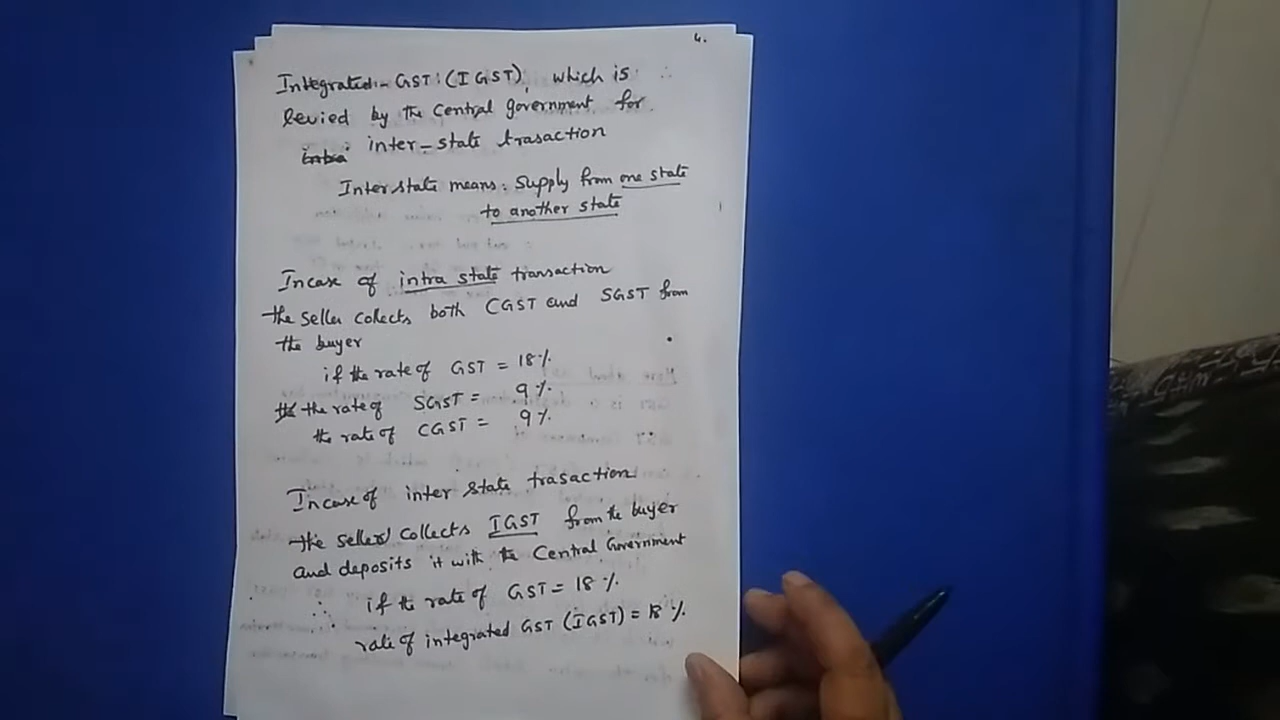 4.
Integrated:- GST: (IGST), which is
levied by the Central government for
intra inter-state trasaction
Interstate means: Supply from one state
to another state
Incase of intra state transaction
the seller collects both CGST and SGST from
the buyer
if the rate of GST = 18%
the rate of SGST = 9%
the rate of CGST = 9%
Incase of inter state trasaction
the seller collects IGST from the buyer
and deposits it with the Central Government
if the rate of GST = 18%
rate of integrated GST (IGST) = 18%